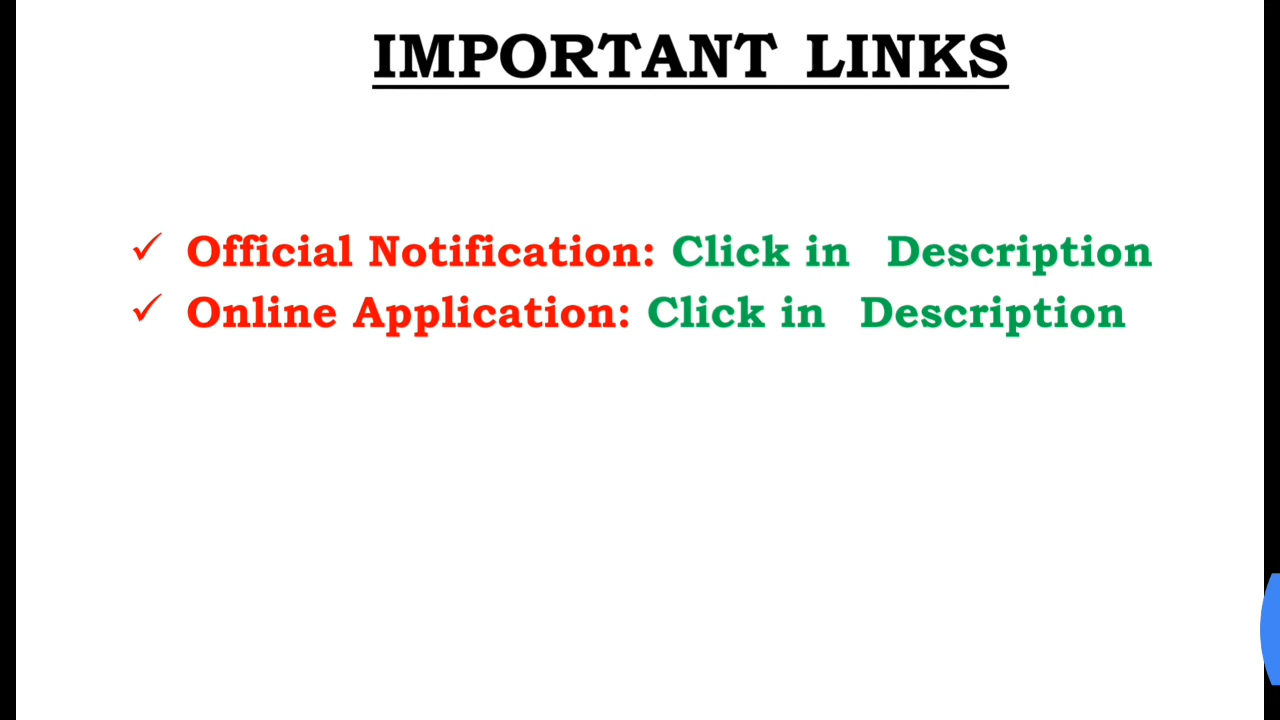 IMPORTANT LINKS
✓ Official Notification: Click in Description
✓ Online Application: Click in Description